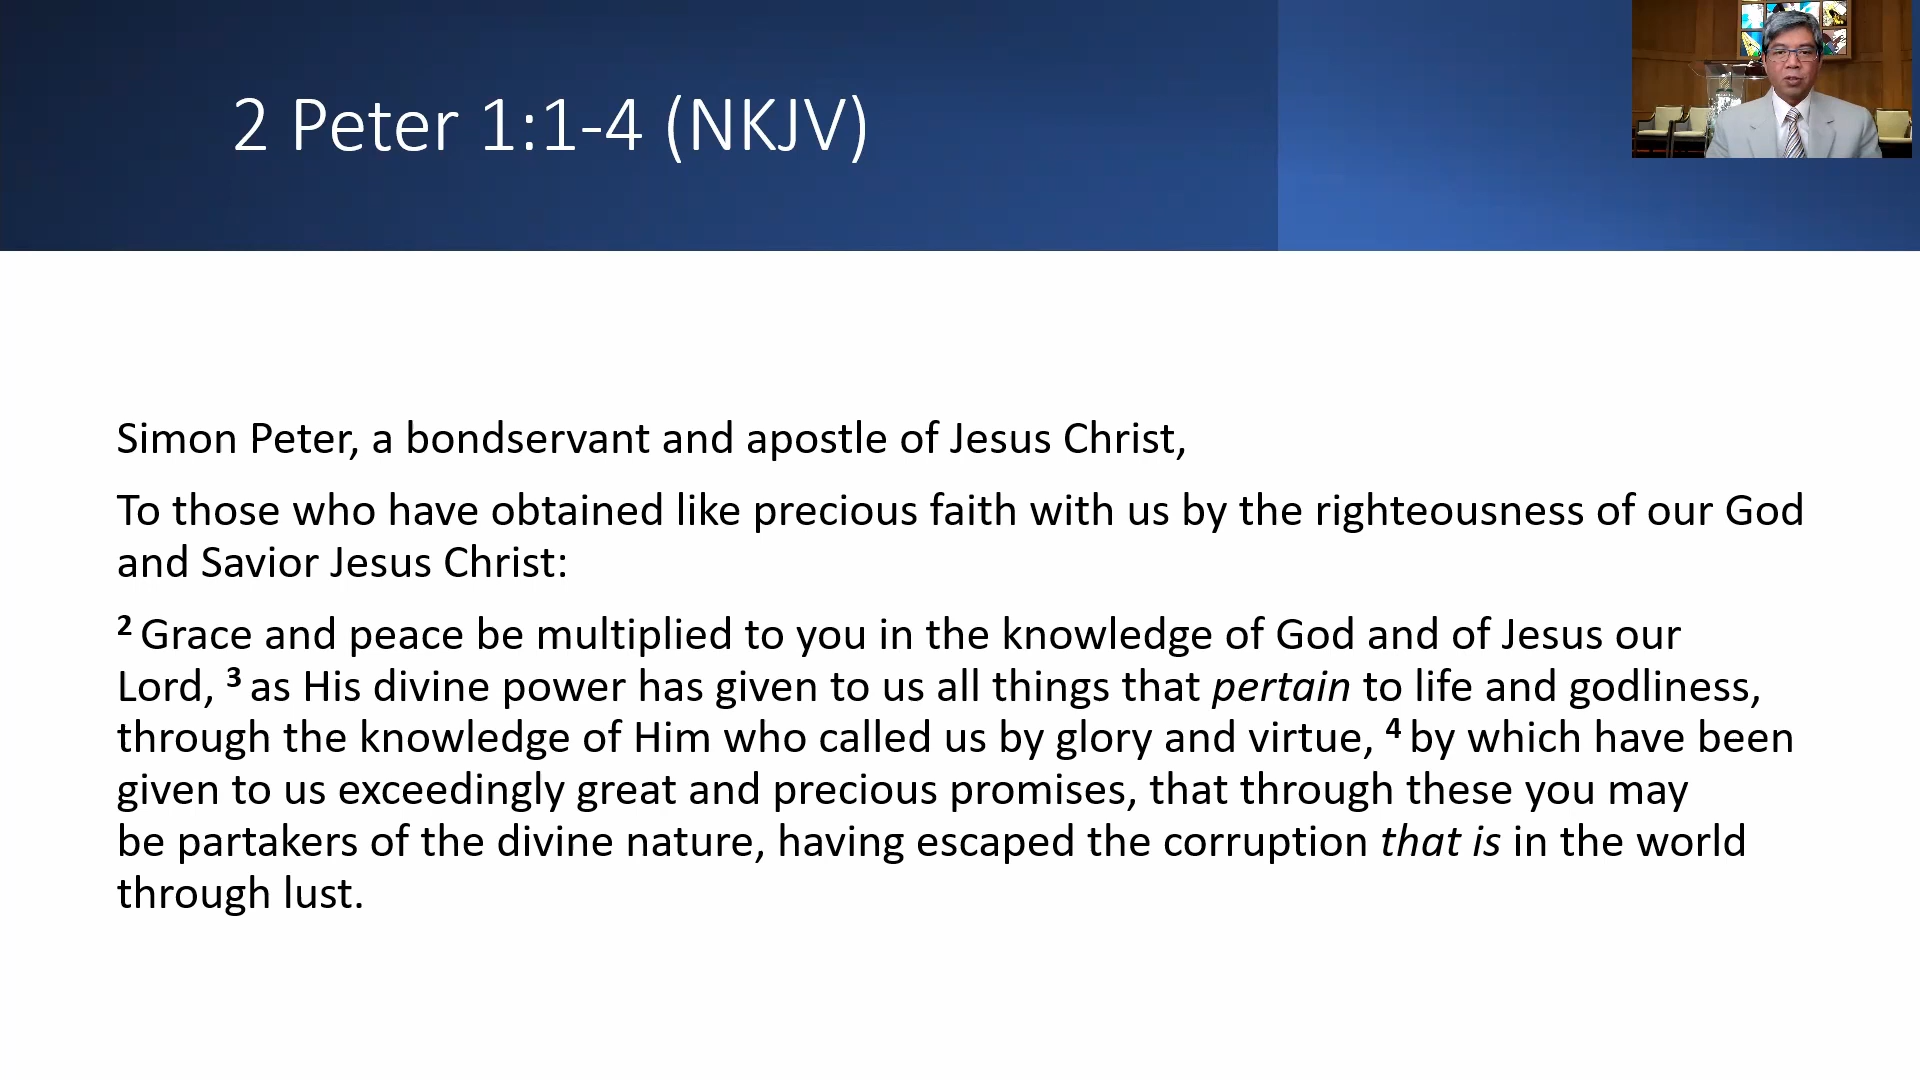 2 Peter 1:1-4 (NKJV)
Simon Peter, a bondservant and apostle of Jesus Christ,
To those who have obtained like precious faith with us by the righteousness of our God
and Savior Jesus Christ:
2 Grace and peace be multiplied to you in the knowledge of God and of Jesus our
Lord, 3 as His divine power has given to us all things that pertain to life and godliness,
through the knowledge of Him who called us by glory and virtue, 4 by which have been
given to us exceedingly great and precious promises, that through these you may
be partakers of the divine nature, having escaped the corruption that is in the world
through lust.